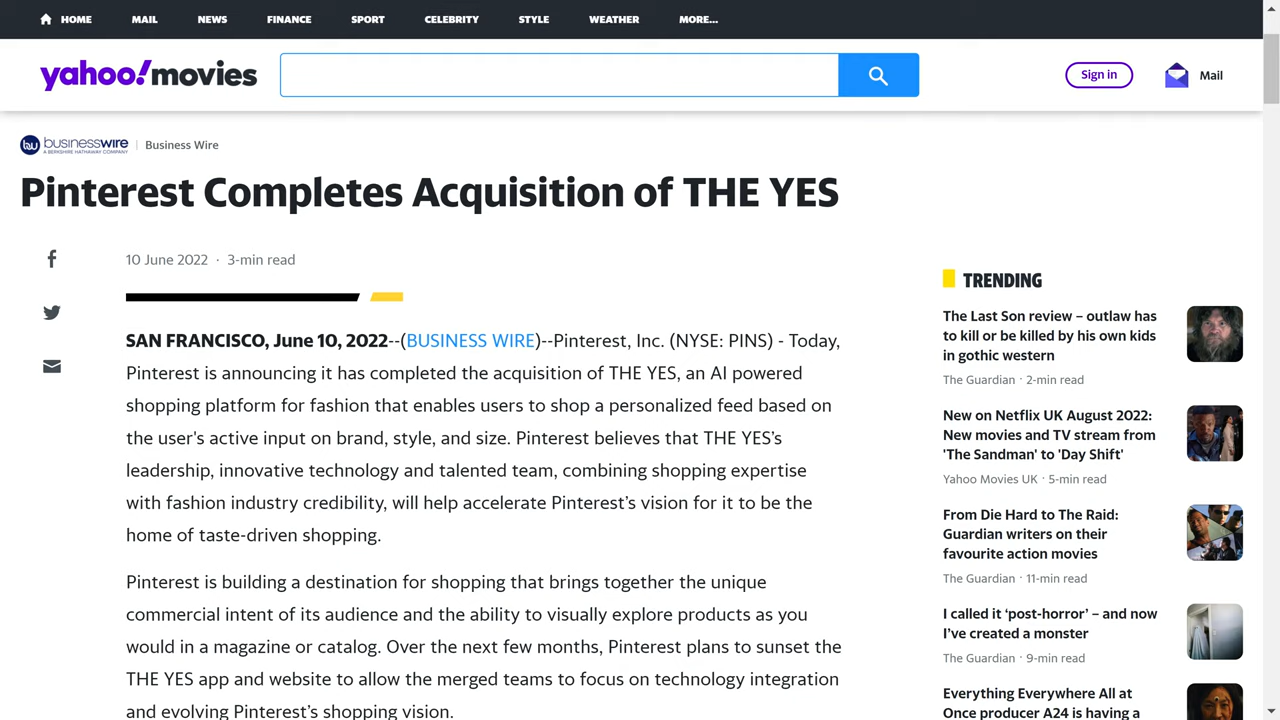 HOME MAIL NEWS FINANCE SPORT CELEBRITY STYLE WEATHER MORE...
yahoo!movies
Sign in
Mail
bw businesswire
A BERKSHIRE HATHAWAY COMPANY
Business Wire
Pinterest Completes Acquisition of THE YES
10 June 2022 · 3-min read
SAN FRANCISCO, June 10, 2022--(BUSINESS WIRE)--Pinterest, Inc. (NYSE: PINS) - Today,
Pinterest is announcing it has completed the acquisition of THE YES, an AI powered
shopping platform for fashion that enables users to shop a personalized feed based on
the user's active input on brand, style, and size. Pinterest believes that THE YES’s
leadership, innovative technology and talented team, combining shopping expertise
with fashion industry credibility, will help accelerate Pinterest’s vision for it to be the
home of taste-driven shopping.
Pinterest is building a destination for shopping that brings together the unique
commercial intent of its audience and the ability to visually explore products as you
would in a magazine or catalog. Over the next few months, Pinterest plans to sunset the
THE YES app and website to allow the merged teams to focus on technology integration
and evolving Pinterest’s shopping vision.
TRENDING
The Last Son review – outlaw has
to kill or be killed by his own kids
in gothic western
The Guardian · 2-min read
New on Netflix UK August 2022:
New movies and TV stream from
'The Sandman' to 'Day Shift'
Yahoo Movies UK · 5-min read
From Die Hard to The Raid:
Guardian writers on their
favourite action movies
The Guardian · 11-min read
I called it ‘post-horror’ – and now
I’ve created a monster
The Guardian · 9-min read
Everything Everywhere All at
Once producer A24 is having a